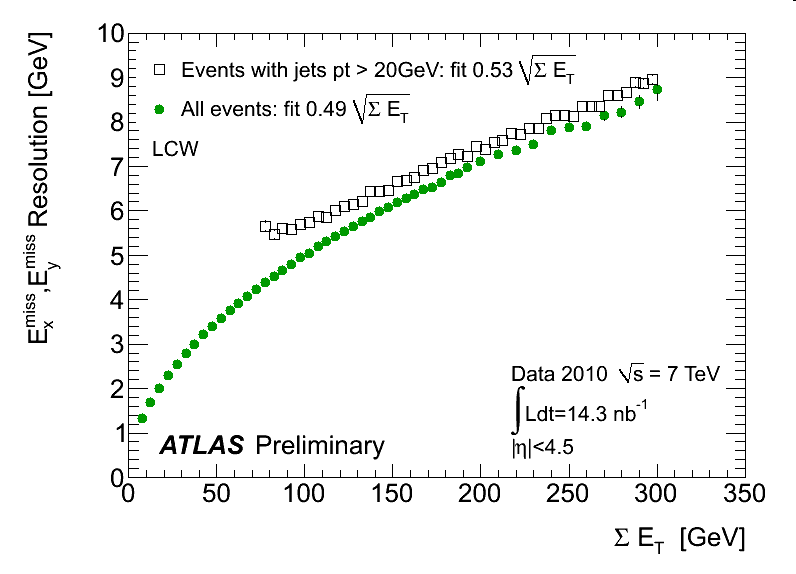 10
9
8
7
6
5
4
3
2
1
0
E_x^miss,E_y^miss Resolution [GeV]
Events with jets pt > 20GeV: fit 0.53 √Σ E_T
All events: fit 0.49 √Σ E_T
LCW
Data 2010 √s = 7 TeV
∫Ldt=14.3 nb^-1
|η|<4.5
ATLAS Preliminary
0 50 100 150 200 250 300 350
Σ E_T [GeV]